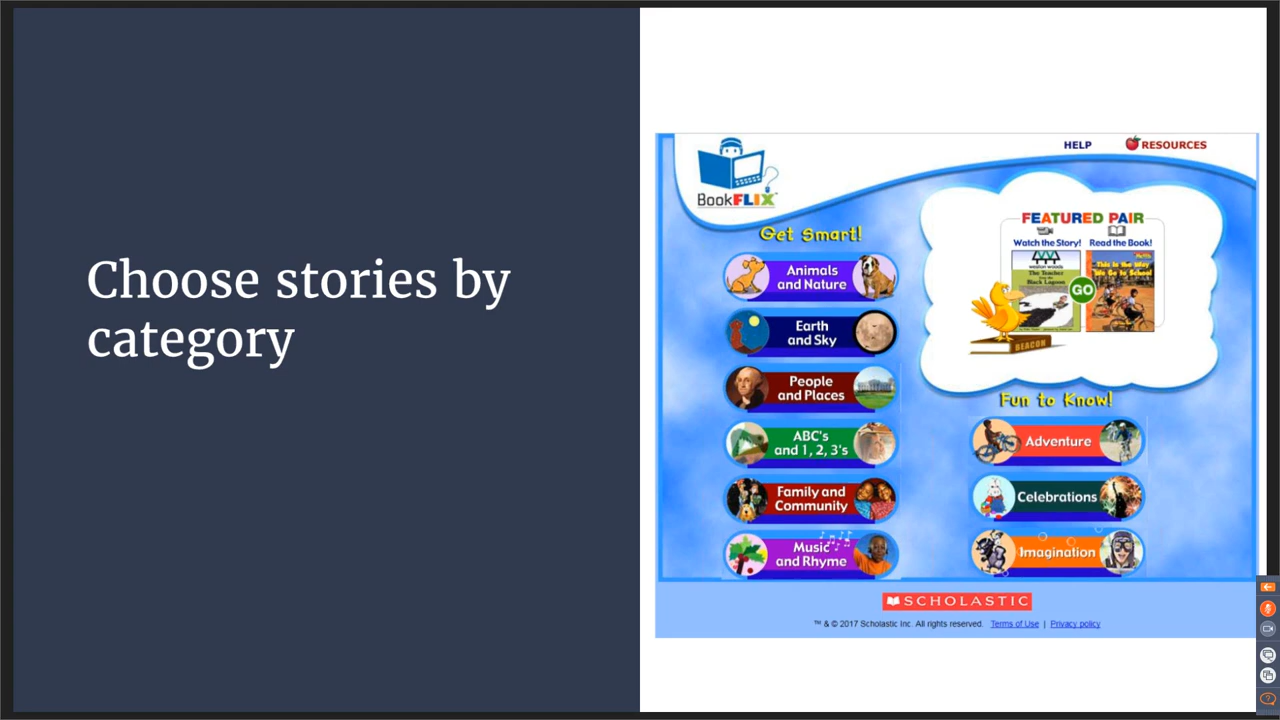 Choose stories by
category
BookFLIX™
HELP
RESOURCES
Get Smart!
Animals
and Nature
Earth
and Sky
People
and Places
ABC's
and 1, 2, 3's
Family and
Community
Music
and Rhyme
FEATURED PAIR
Watch the Story!
Read the Book!
weston woods
The Teacher
from the
Black Lagoon
GO
This Is the Way
We Go to School
BEACON
Fun to Know!
Adventure
Celebrations
Imagination
SCHOLASTIC
™ & © 2017 Scholastic Inc. All rights reserved. Terms of Use | Privacy policy